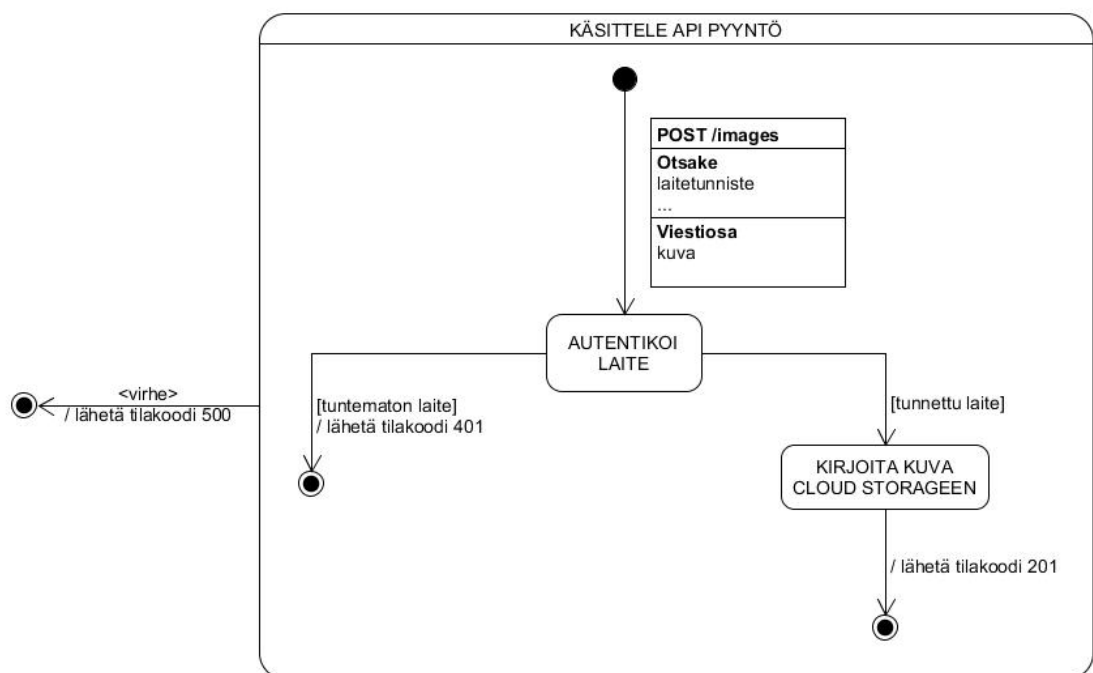 KÄSITTELE API PYYNTÖ
POST /images
Otsake
laitetunniste
...
Viestiosa
kuva
AUTENTIKOI
LAITE
<virhe>
/ lähetä tilakoodi 500
[tuntematon laite]
/ lähetä tilakoodi 401
[tunnettu laite]
KIRJOITA KUVA
CLOUD STORAGEEN
/ lähetä tilakoodi 201